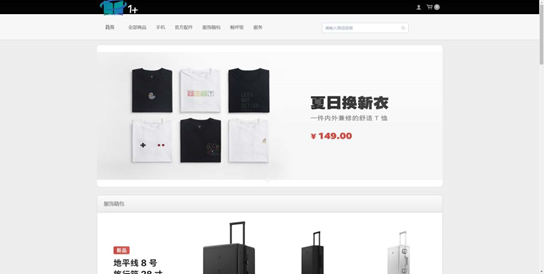 1+
0
首页 全部商品 手机 官方配件 服饰箱包 畅呼吸 服务
请输入商品信息
夏日换新衣
一件内外兼修的舒适 T 恤
¥ 149.00
服饰箱包
新品
地平线 8 号
旅行箱 28 寸